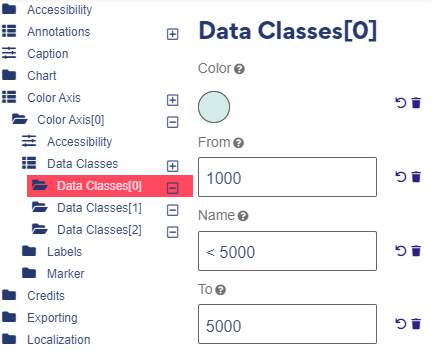 Accessibility
Annotations
Caption
Chart
Color Axis
Color Axis[0]
Accessibility
Data Classes
Data Classes[0]
Data Classes[1]
Data Classes[2]
Labels
Marker
Credits
Exporting
Localization
Data Classes[0]
Color
From
1000
Name
< 5000
To
5000